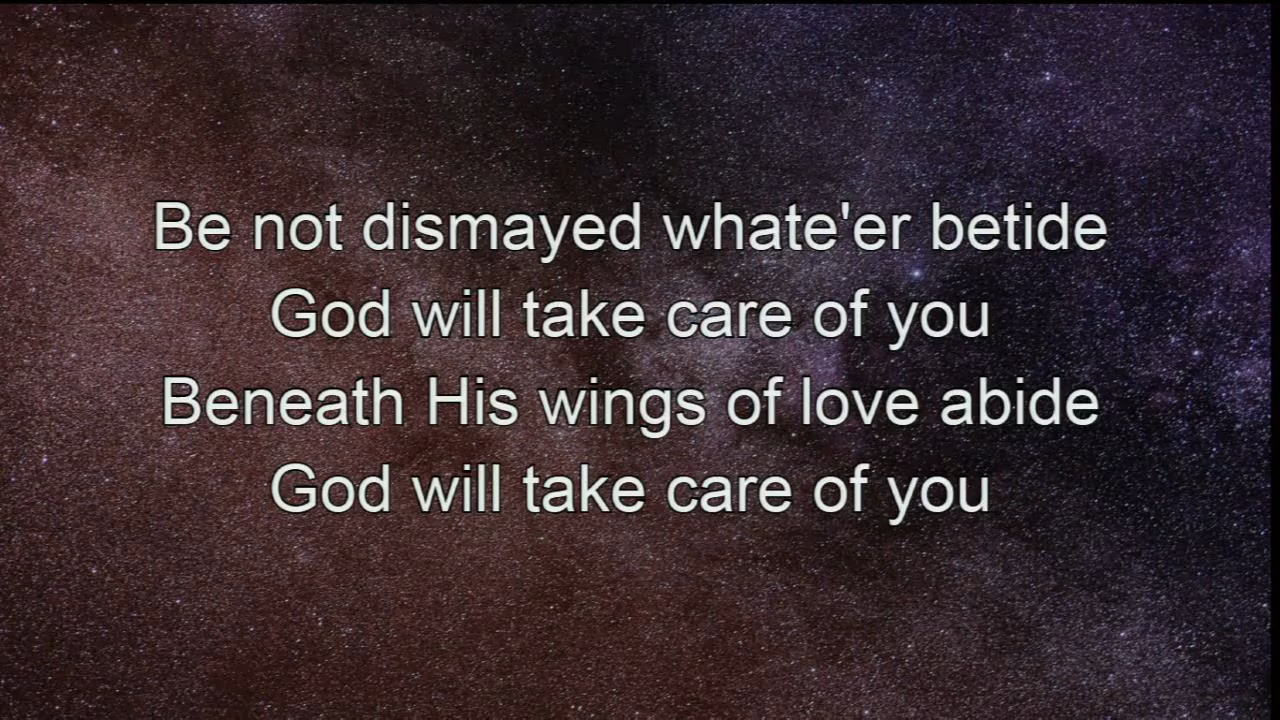 Be not dismayed whate'er betide
God will take care of you
Beneath His wings of love abide
God will take care of you